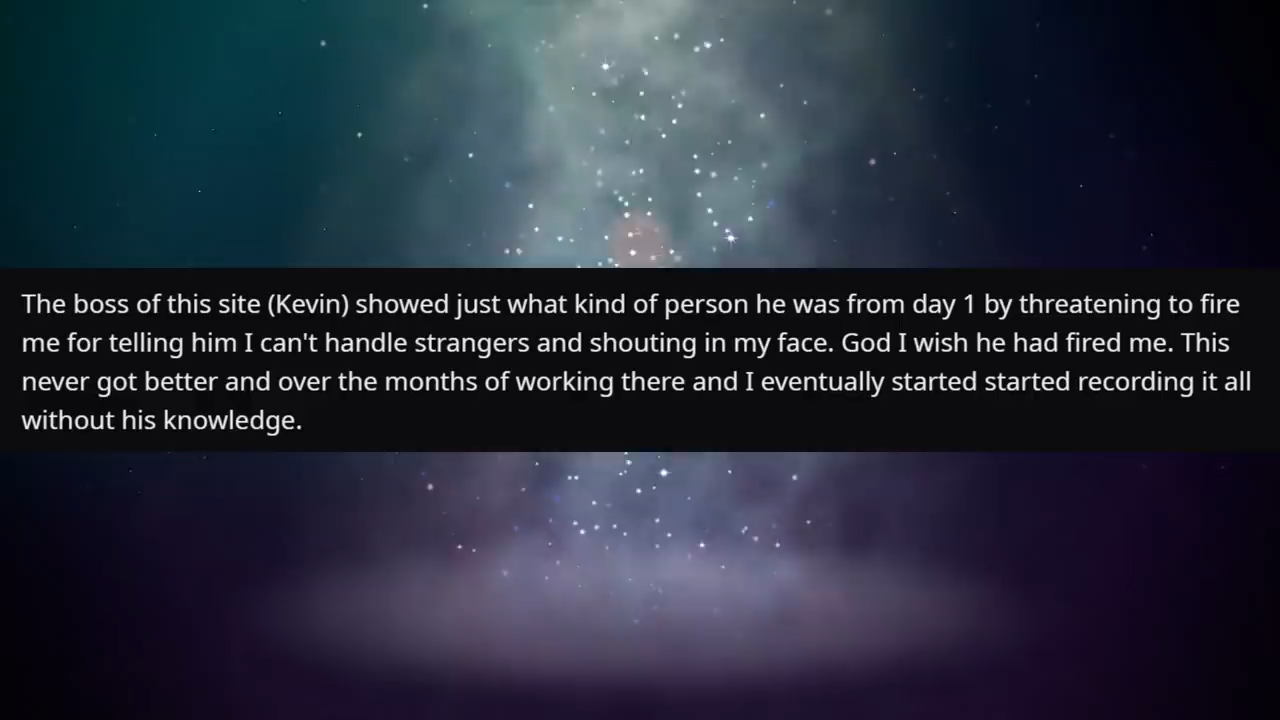 The boss of this site (Kevin) showed just what kind of person he was from day 1 by threatening to fire
me for telling him I can't handle strangers and shouting in my face. God I wish he had fired me. This
never got better and over the months of working there and I eventually started started recording it all
without his knowledge.